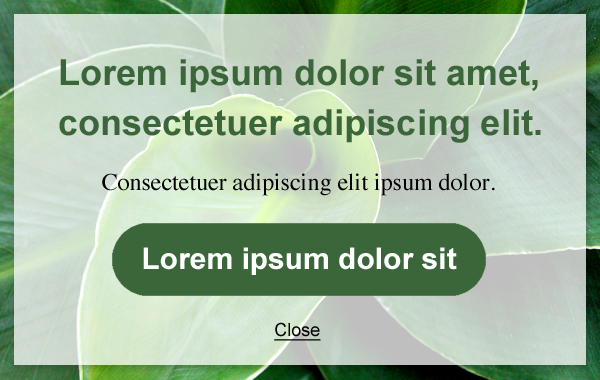 Lorem ipsum dolor sit amet,
consectetuer adipiscing elit.
Consectetuer adipiscing elit ipsum dolor.
Lorem ipsum dolor sit
Close